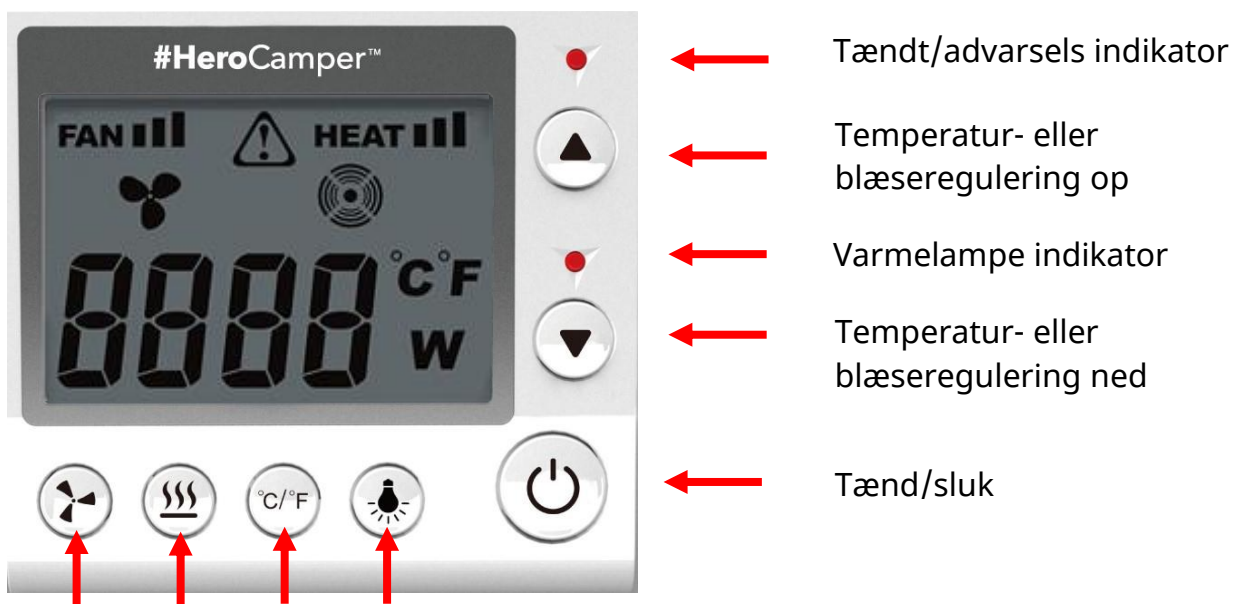 #HeroCamper™
FAN
HEAT
8888
°C°F
W
°C/°F
Tændt/advarsels indikator
Temperatur- eller
blæseregulering op
Varmelampe indikator
Temperatur- eller
blæseregulering ned
Tænd/sluk